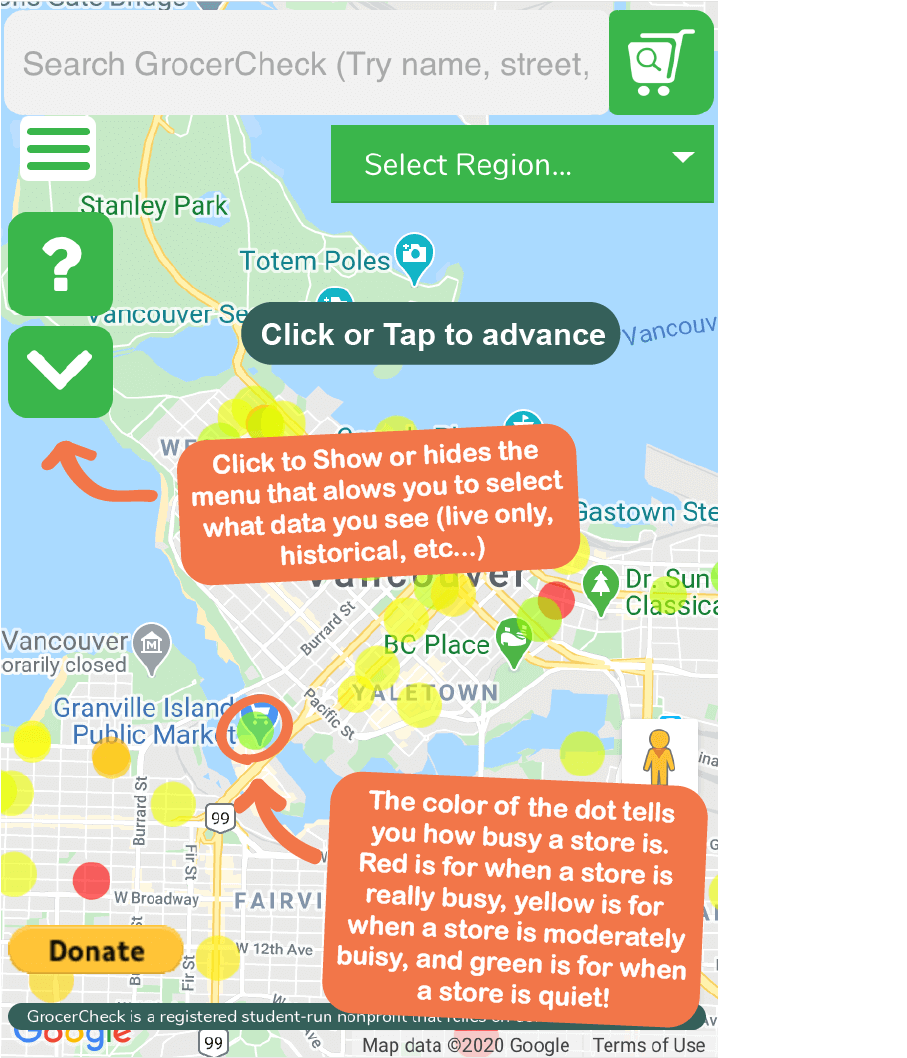 Search GrocerCheck (Try name, street,
Select Region...
Stanley Park
?
Totem Poles
Vancouver Se
Click or Tap to advance
Vancouv
Click to Show or hides the
menu that alows you to select
what data you see (live only,
historical, etc...)
Gastown Ste
Vancouver
Dr. Sun
Classica
Burrard St
BC Place
Vancouver
orarily closed
YALETOWN
Pacific St
Granville Island
Public Market
Burrard St
99
The color of the dot tells
you how busy a store is.
Red is for when a store is
really busy, yellow is for
when a store is moderately
buisy, and green is for when
a store is quiet!
Fir St
W Broadway
FAIRVI
W 12th Ave
Donate
Fir St
GrocerCheck is a registered student-run nonprofit that relies on
Google
99
Map data ©2020 Google
Terms of Use